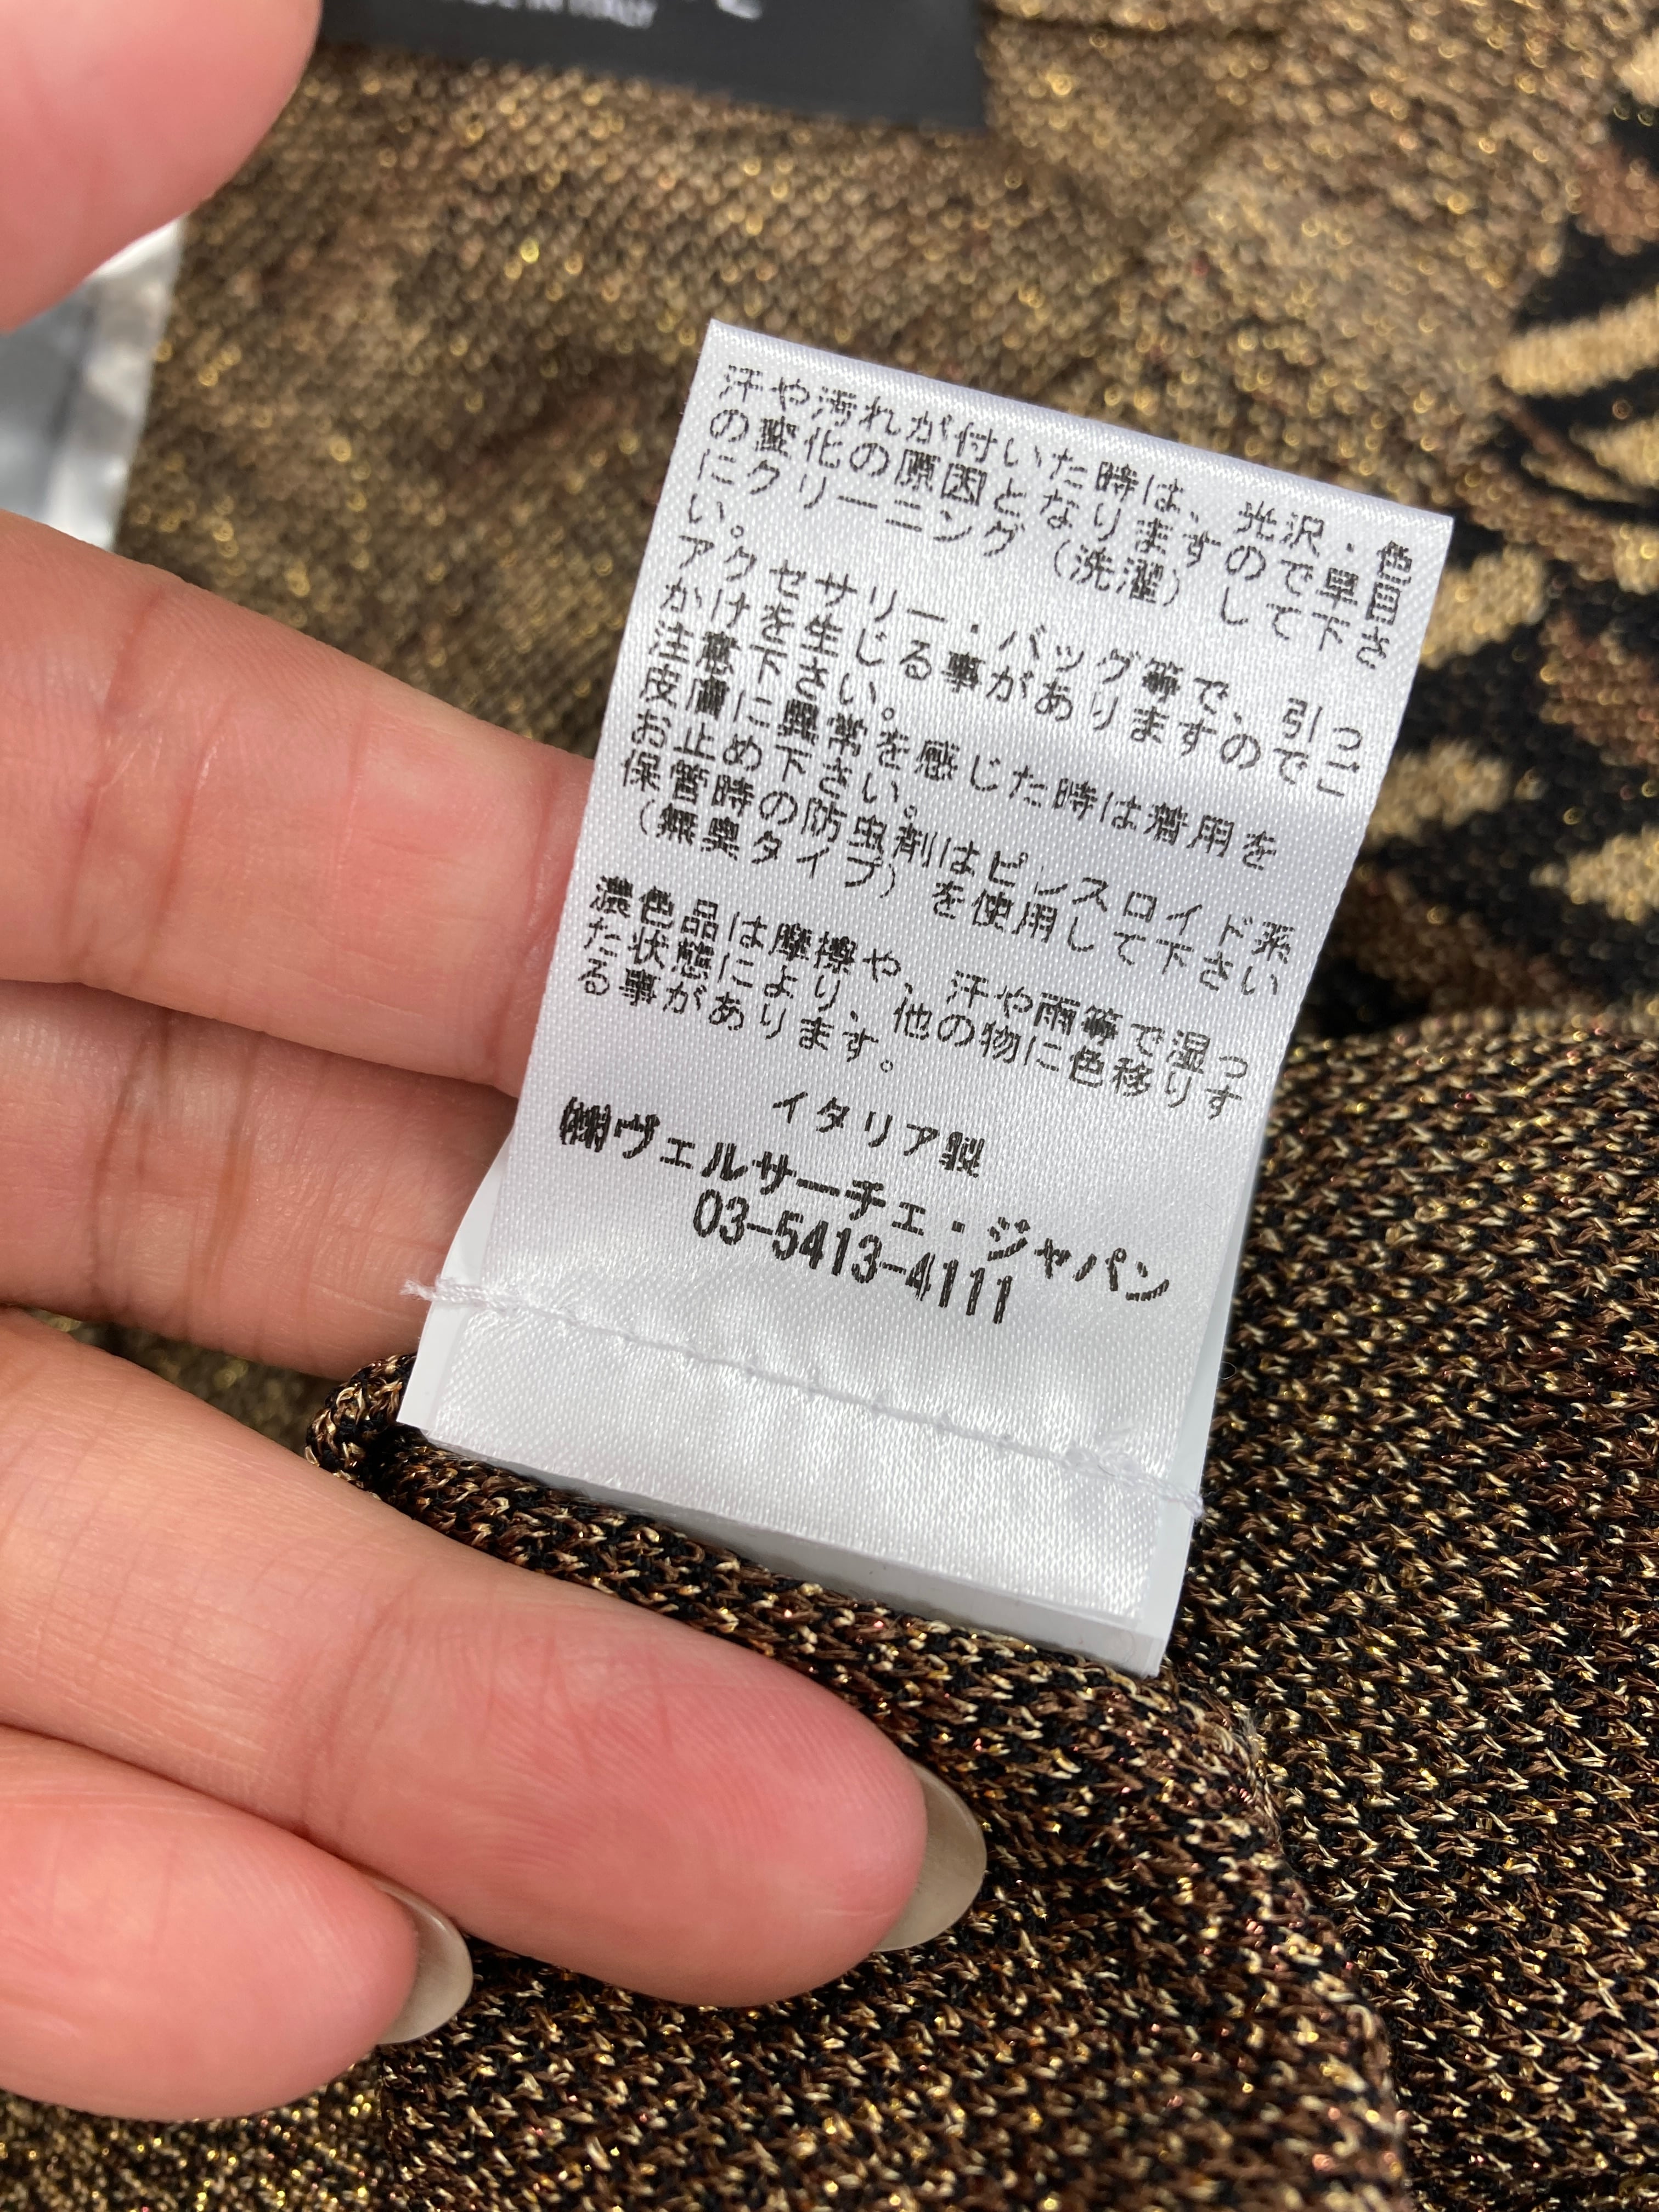 MADE IN ITALY
汗や汚れが付いた時は、光沢・色
の変化の原因となりますので早目
にクリーニング（洗濯）して下さ
い。
アクセサリー・バッグ等で、引っ
かけを生じる事がありますのでご
注意下さい。
皮膚に異常を感じた時は着用を
お止め下さい。
保管時の防虫剤はピレスロイド系
（無臭タイプ）を使用して下さい
濃色品は摩擦や、汗や雨等で湿っ
た状態により、他の物に色移りす
る事があります。
イタリア製
㈱ヴェルサーチェ・ジャパン
03-5413-4111